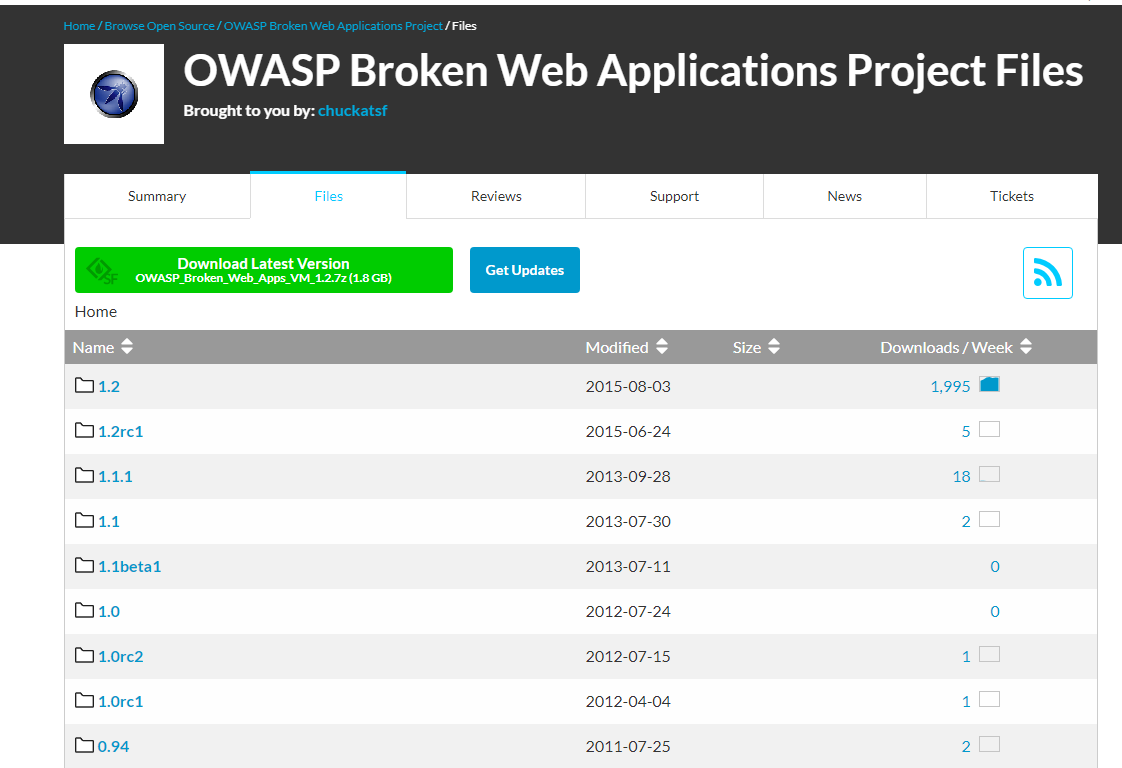 Home / Browse Open Source / OWASP Broken Web Applications Project / Files
OWASP Broken Web Applications Project Files
Brought to you by: chuckatsf
Summary Files Reviews Support News Tickets
Download Latest Version
OWASP_Broken_Web_Apps_VM_1.2.7z (1.8 GB)
SF
Get Updates
Home
Name Modified Size Downloads / Week
1.2 2015-08-03 1,995
1.2rc1 2015-06-24 5
1.1.1 2013-09-28 18
1.1 2013-07-30 2
1.1beta1 2013-07-11 0
1.0 2012-07-24 0
1.0rc2 2012-07-15 1
1.0rc1 2012-04-04 1
0.94 2011-07-25 2